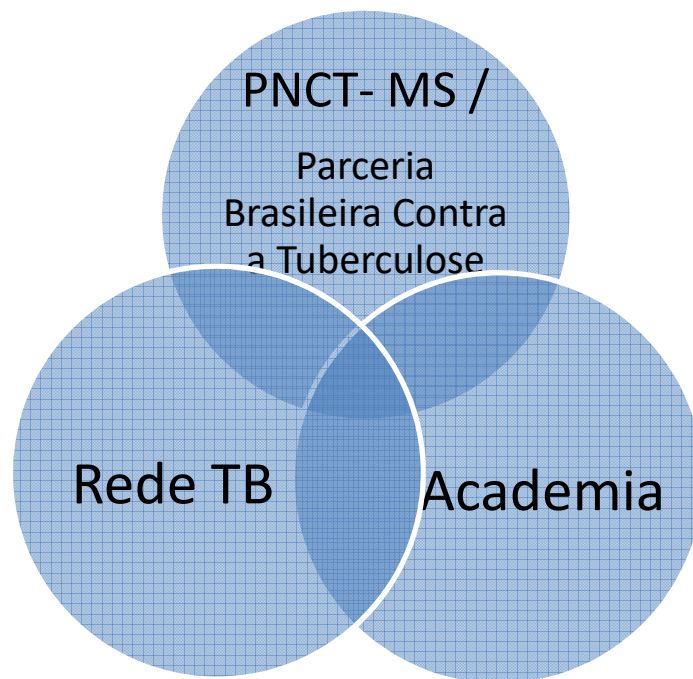 PNCT- MS /
Parceria
Brasileira Contra
a Tuberculose
Rede TB
Academia